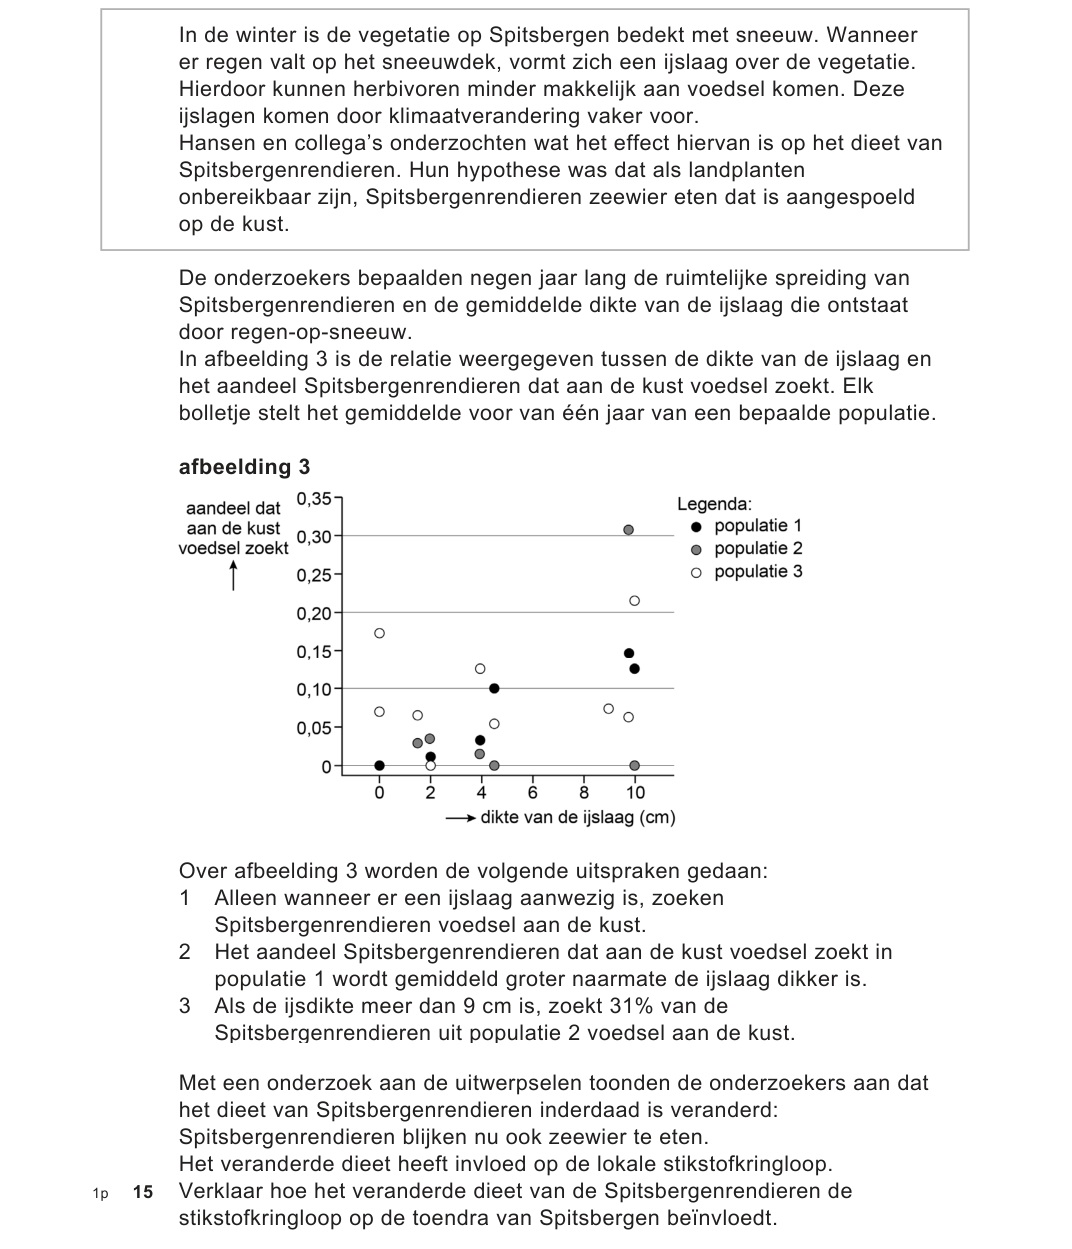 In de winter is de vegetatie op Spitsbergen bedekt met sneeuw. Wanneer
er regen valt op het sneeuwdek, vormt zich een ijslaag over de vegetatie.
Hierdoor kunnen herbivoren minder makkelijk aan voedsel komen. Deze
ijslagen komen door klimaatverandering vaker voor.
Hansen en collega's onderzochten wat het effect hiervan is op het dieet van
Spitsbergenrendieren. Hun hypothese was dat als landplanten
onbereikbaar zijn, Spitsbergenrendieren zeewier eten dat is aangespoeld
op de kust.
De onderzoekers bepaalden negen jaar lang de ruimtelijke spreiding van
Spitsbergenrendieren en de gemiddelde dikte van de ijslaag die ontstaat
door regen-op-sneeuw.
In afbeelding 3 is de relatie weergegeven tussen de dikte van de ijslaag en
het aandeel Spitsbergenrendieren dat aan de kust voedsel zoekt. Elk
bolletje stelt het gemiddelde voor van één jaar van een bepaalde populatie.
afbeelding 3
aandeel dat
aan de kust
voedsel zoekt
0,35
0,30
0,25
0,20
0,15
0,10
0,05
0
0 2 4 6 8 10
dikte van de ijslaag (cm)
Legenda:
populatie 1
populatie 2
populatie 3
Over afbeelding 3 worden de volgende uitspraken gedaan:
1 Alleen wanneer er een ijslaag aanwezig is, zoeken
Spitsbergenrendieren voedsel aan de kust.
2 Het aandeel Spitsbergenrendieren dat aan de kust voedsel zoekt in
populatie 1 wordt gemiddeld groter naarmate de ijslaag dikker is.
3 Als de ijsdikte meer dan 9 cm is, zoekt 31% van de
Spitsbergenrendieren uit populatie 2 voedsel aan de kust.
Met een onderzoek aan de uitwerpselen toonden de onderzoekers aan dat
het dieet van Spitsbergenrendieren inderdaad is veranderd:
Spitsbergenrendieren blijken nu ook zeewier te eten.
Het veranderde dieet heeft invloed op de lokale stikstofkringloop.
1p 15 Verklaar hoe het veranderde dieet van de Spitsbergenrendieren de
stikstofkringloop op de toendra van Spitsbergen beïnvloedt.